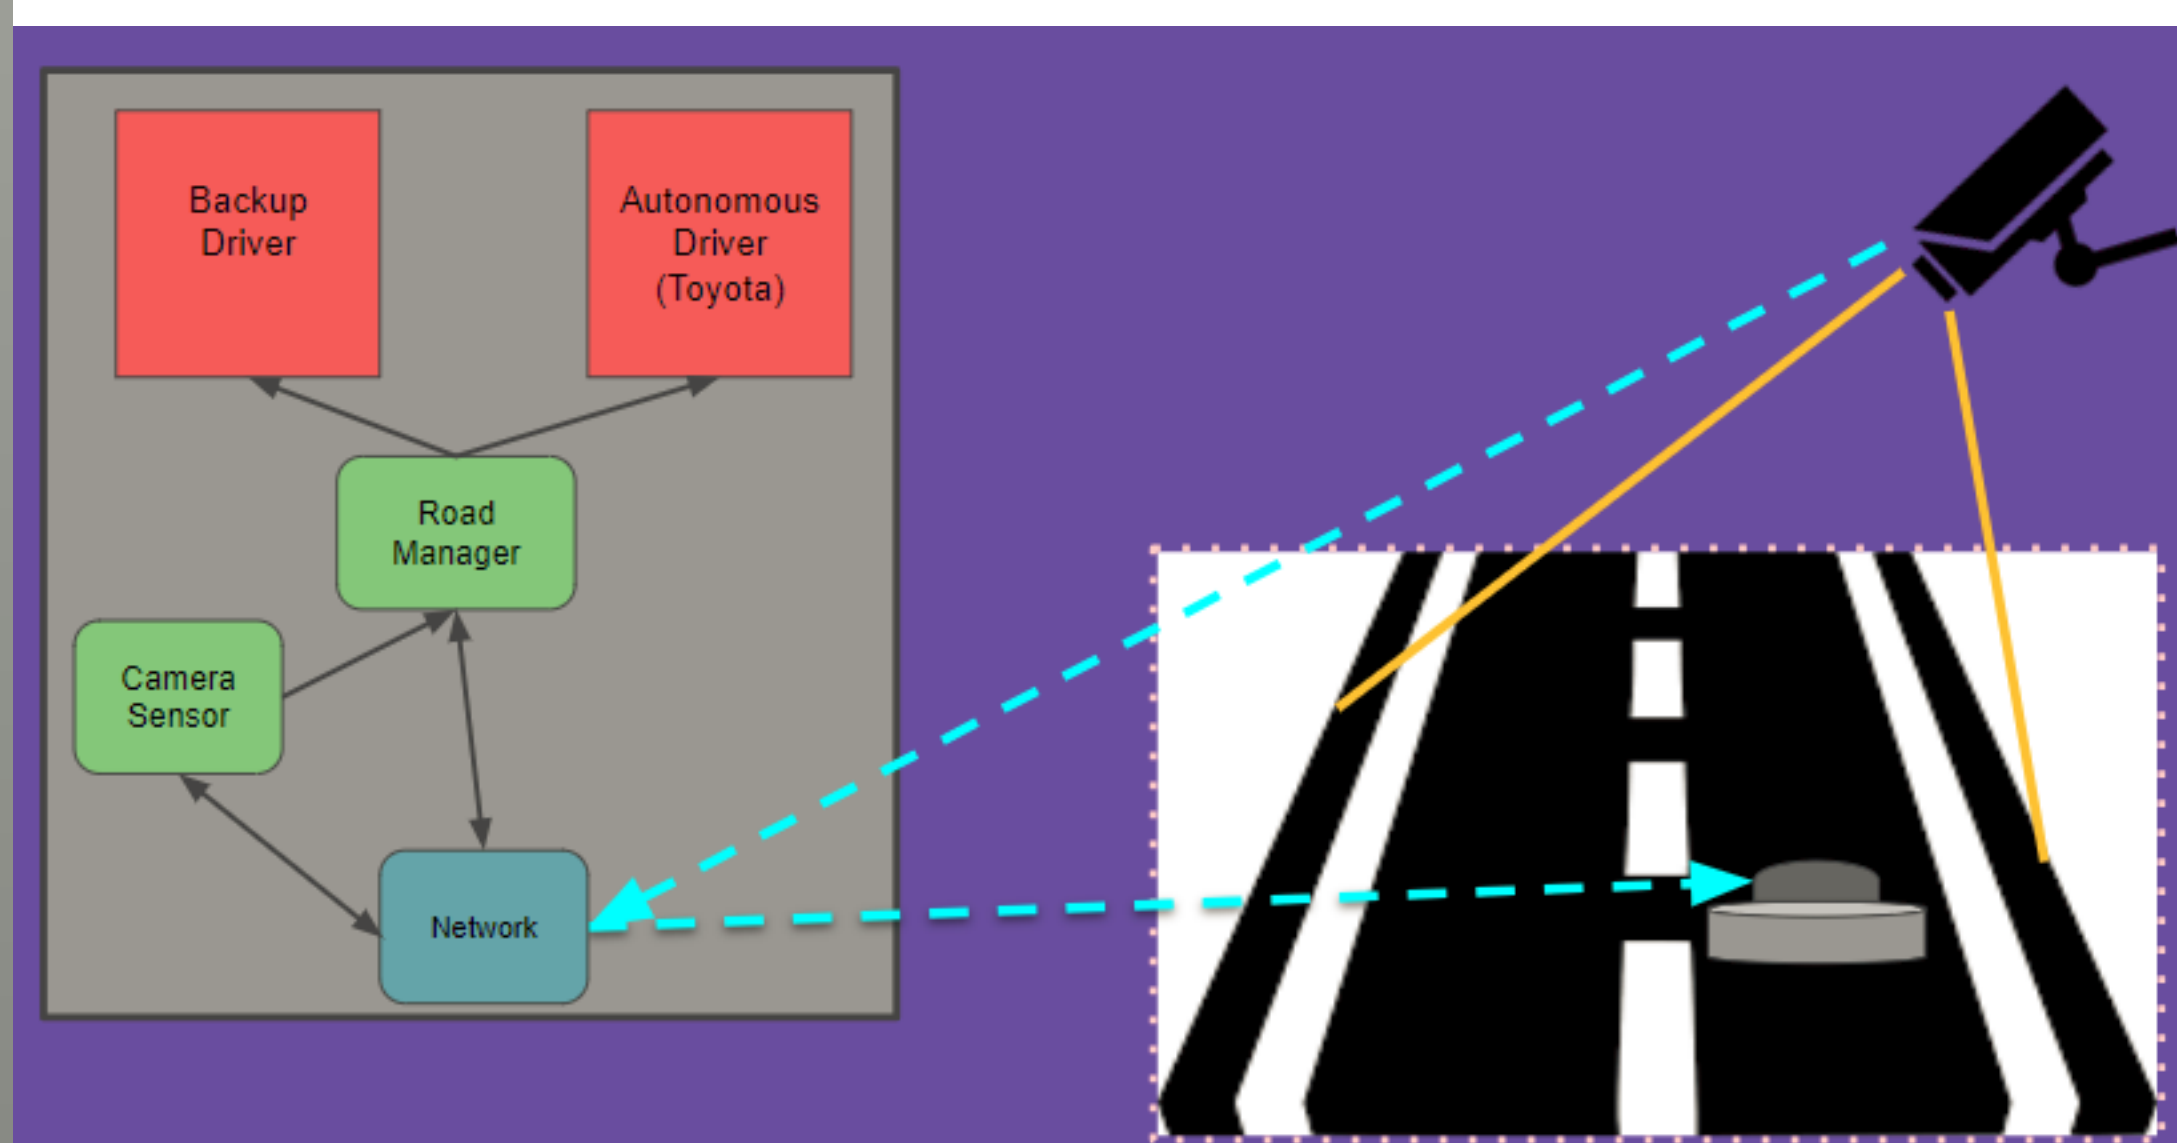 Backup
Driver
Autonomous
Driver
(Toyota)
Road
Manager
Camera
Sensor
Network